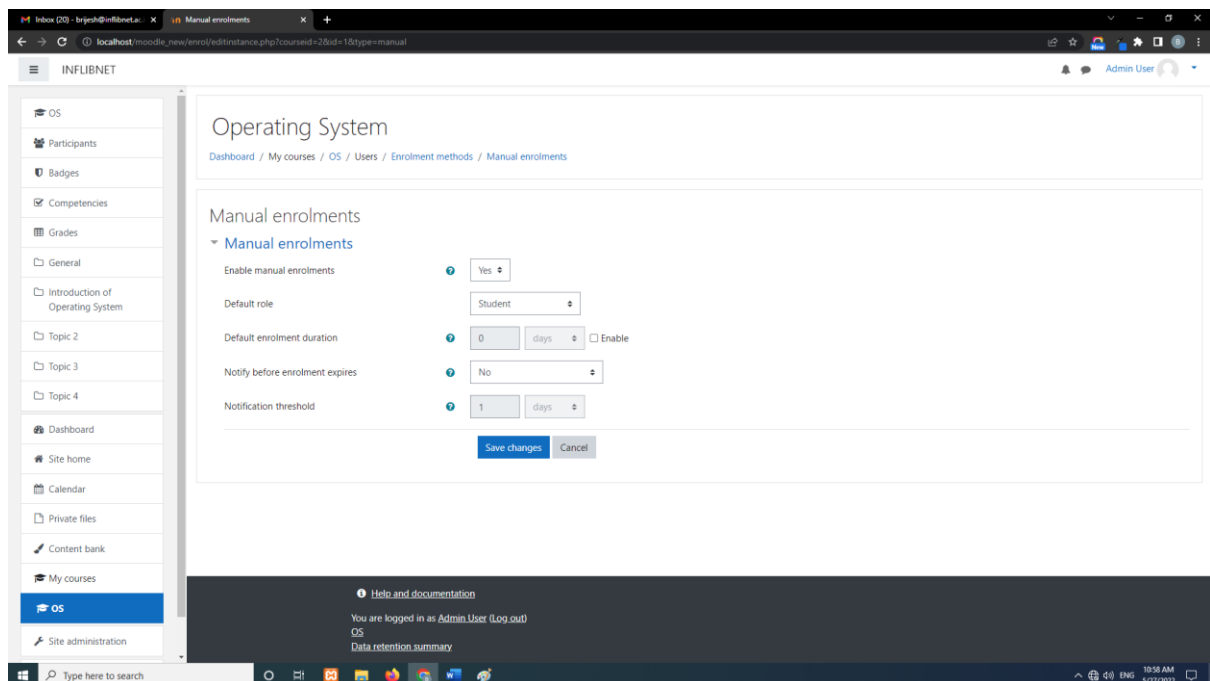 Inbox (20) - brijesh@inflibnet.ac.
Manual enrolments
localhost/moodle_new/enrol/editinstance.php?courseid=2&id=1&type=manual
New
B
INFLIBNET
Admin User
OS
Participants
Badges
Competencies
Grades
General
Introduction of
Operating System
Topic 2
Topic 3
Topic 4
Dashboard
Site home
Calendar
Private files
Content bank
My courses
OS
Site administration
Operating System
Dashboard / My courses / OS / Users / Enrolment methods / Manual enrolments
Manual enrolments
Manual enrolments
Enable manual enrolments Yes
Default role Student
Default enrolment duration 0 days Enable
Notify before enrolment expires No
Notification threshold 1 days
Save changes Cancel
Help and documentation
You are logged in as Admin User (Log out)
OS
Data retention summary
Type here to search
ENG
10:58 AM